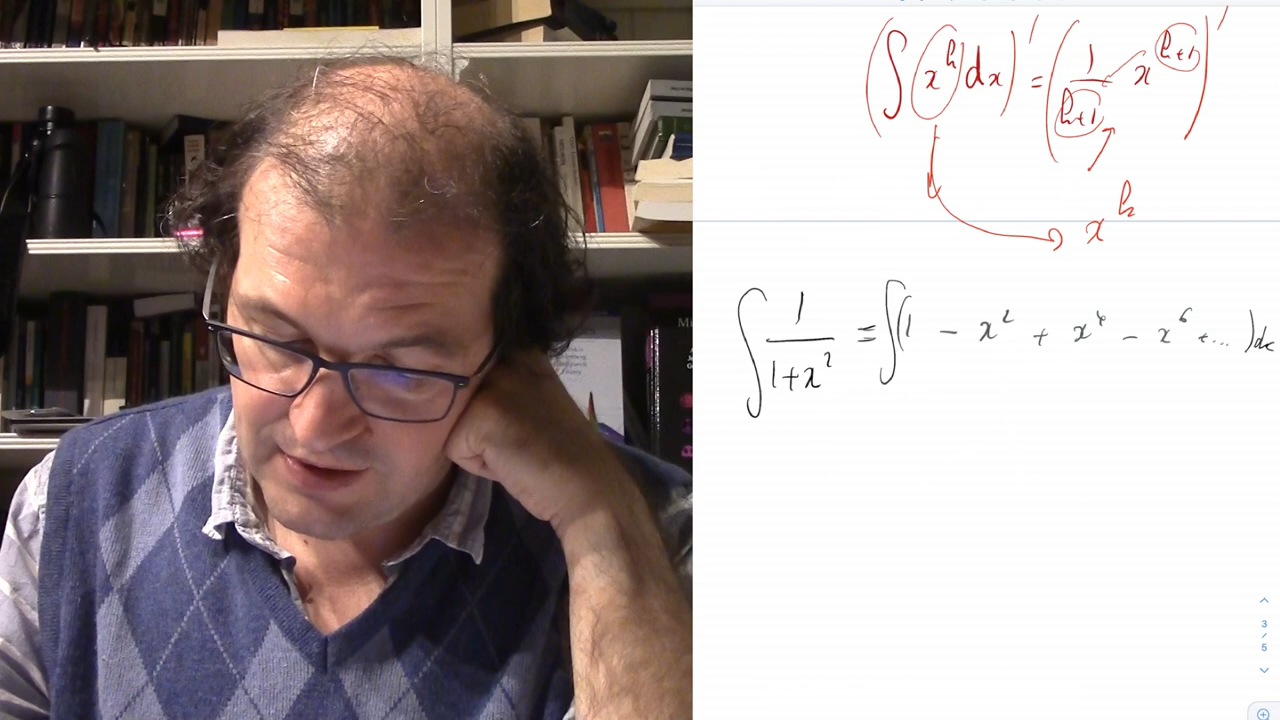 (∫ x^n dx)' = (1/(n+1) x^(n+1))'
x^n
∫ 1/(1+x²) = ∫(1 - x² + x⁴ - x⁶ + ...) dx
3
/
5